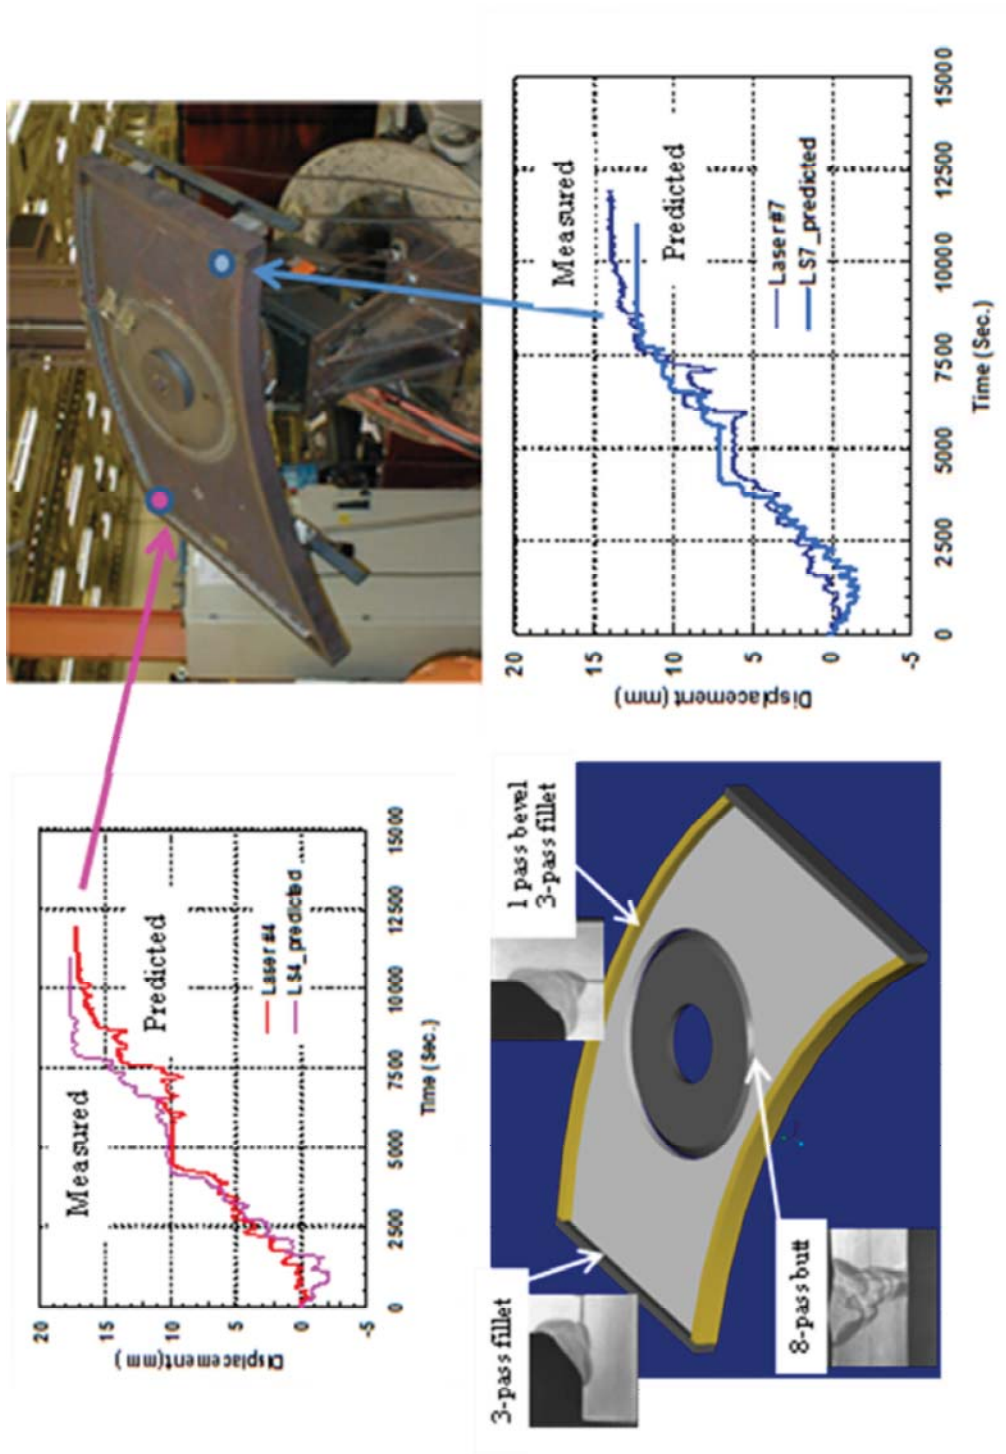 20
15
10
5
0
-5
Displacement (mm)
0
2500
5000
7500
10000
12500
15000
Time (Sec.)
Measured
Predicted
Laser #4
LS4_predicted
20
15
10
5
0
-5
Displacement (mm)
0
2500
5000
7500
10000
12500
15000
Time (Sec.)
Measured
Predicted
Laser#7
LS7_predicted
3-pass fillet
1 pass bevel
3-pass fillet
8-pass butt